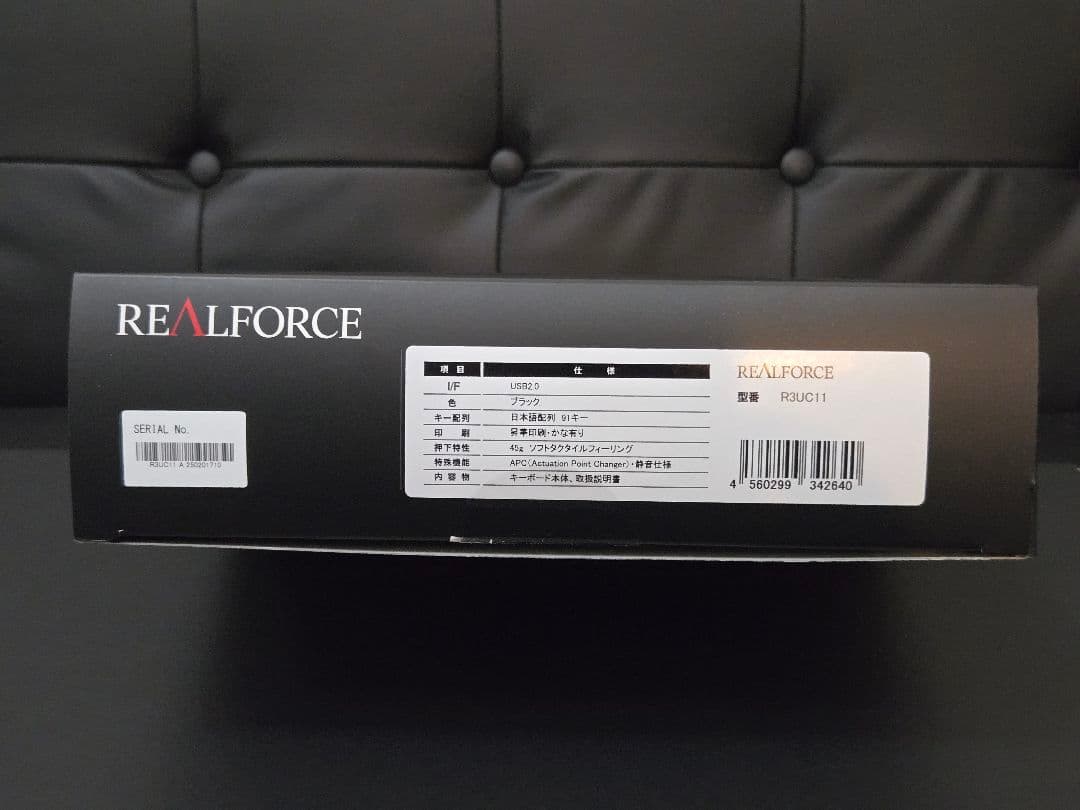 REALFORCE
SERIAL No.
R3UC11 A 250201710
項目 仕様
I/F USB2.0
色 ブラック
キー配列 日本語配列 91キー
印刷 昇華印刷・かな有り
押下特性 45g ソフトタクタイルフィーリング
特殊機能 APC(Actuation Point Changer)・静音仕様
内容物 キーボード本体、取扱説明書
REALFORCE
型番 R3UC11
4 560299 342640